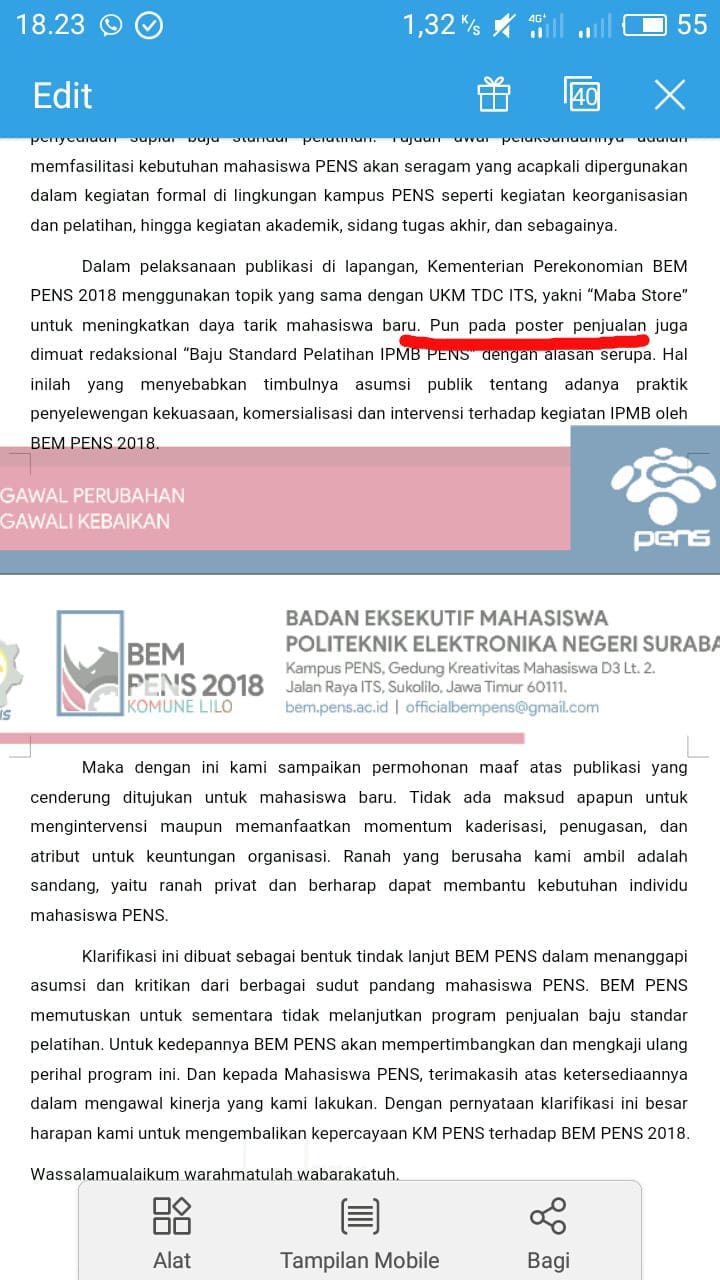 18.23 1,32 K/s 4G+ 55
Edit 40
penyediaan suplai baju standar pelatihan. Tujuan awal pelaksanaannya adalah
memfasilitasi kebutuhan mahasiswa PENS akan seragam yang acapkali dipergunakan
dalam kegiatan formal di lingkungan kampus PENS seperti kegiatan keorganisasian
dan pelatihan, hingga kegiatan akademik, sidang tugas akhir, dan sebagainya.
Dalam pelaksanaan publikasi di lapangan, Kementerian Perekonomian BEM
PENS 2018 menggunakan topik yang sama dengan UKM TDC ITS, yakni “Maba Store”
untuk meningkatkan daya tarik mahasiswa baru. Pun pada poster penjualan juga
dimuat redaksional “Baju Standard Pelatihan IPMB PENS” dengan alasan serupa. Hal
inilah yang menyebabkan timbulnya asumsi publik tentang adanya praktik
penyelewengan kekuasaan, komersialisasi dan intervensi terhadap kegiatan IPMB oleh
BEM PENS 2018.
GAWAL PERUBAHAN
GAWALI KEBAIKAN
pens
BEM
PENS 2018
KOMUNE LILO
BADAN EKSEKUTIF MAHASISWA
POLITEKNIK ELEKTRONIKA NEGERI SURABA
Kampus PENS, Gedung Kreativitas Mahasiswa D3 Lt. 2.
Jalan Raya ITS, Sukolilo, Jawa Timur 60111.
bem.pens.ac.id | officialbempens@gmail.com
Maka dengan ini kami sampaikan permohonan maaf atas publikasi yang
cenderung ditujukan untuk mahasiswa baru. Tidak ada maksud apapun untuk
mengintervensi maupun memanfaatkan momentum kaderisasi, penugasan, dan
atribut untuk keuntungan organisasi. Ranah yang berusaha kami ambil adalah
sandang, yaitu ranah privat dan berharap dapat membantu kebutuhan individu
mahasiswa PENS.
Klarifikasi ini dibuat sebagai bentuk tindak lanjut BEM PENS dalam menanggapi
asumsi dan kritikan dari berbagai sudut pandang mahasiswa PENS. BEM PENS
memutuskan untuk sementara tidak melanjutkan program penjualan baju standar
pelatihan. Untuk kedepannya BEM PENS akan mempertimbangkan dan mengkaji ulang
perihal program ini. Dan kepada Mahasiswa PENS, terimakasih atas ketersediaannya
dalam mengawal kinerja yang kami lakukan. Dengan pernyataan klarifikasi ini besar
harapan kami untuk mengembalikan kepercayaan KM PENS terhadap BEM PENS 2018.
Wassalamualaikum warahmatulah wabarakatuh.
Alat Tampilan Mobile Bagi